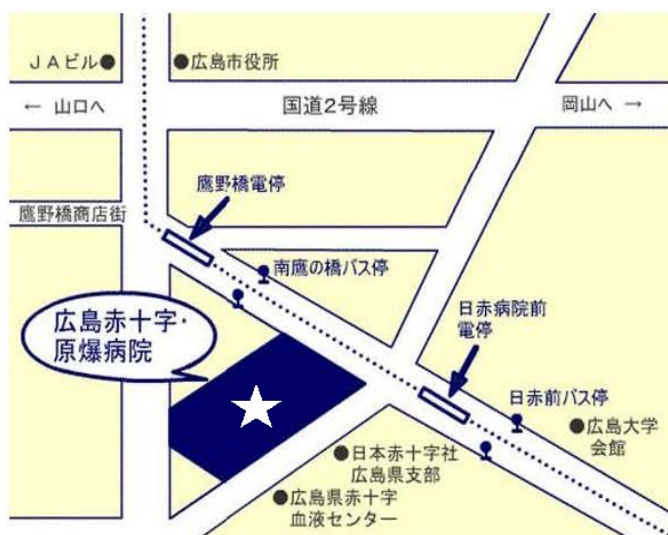 JAビル●
●広島市役所
← 山口へ
国道2号線
岡山へ →
鷹野橋電停
鷹野橋商店街
南鷹の橋バス停
広島赤十字・
原爆病院
日赤病院前
電停
日赤前バス停
●広島大学
会館
●日本赤十字社
広島県支部
●広島県赤十字
血液センター